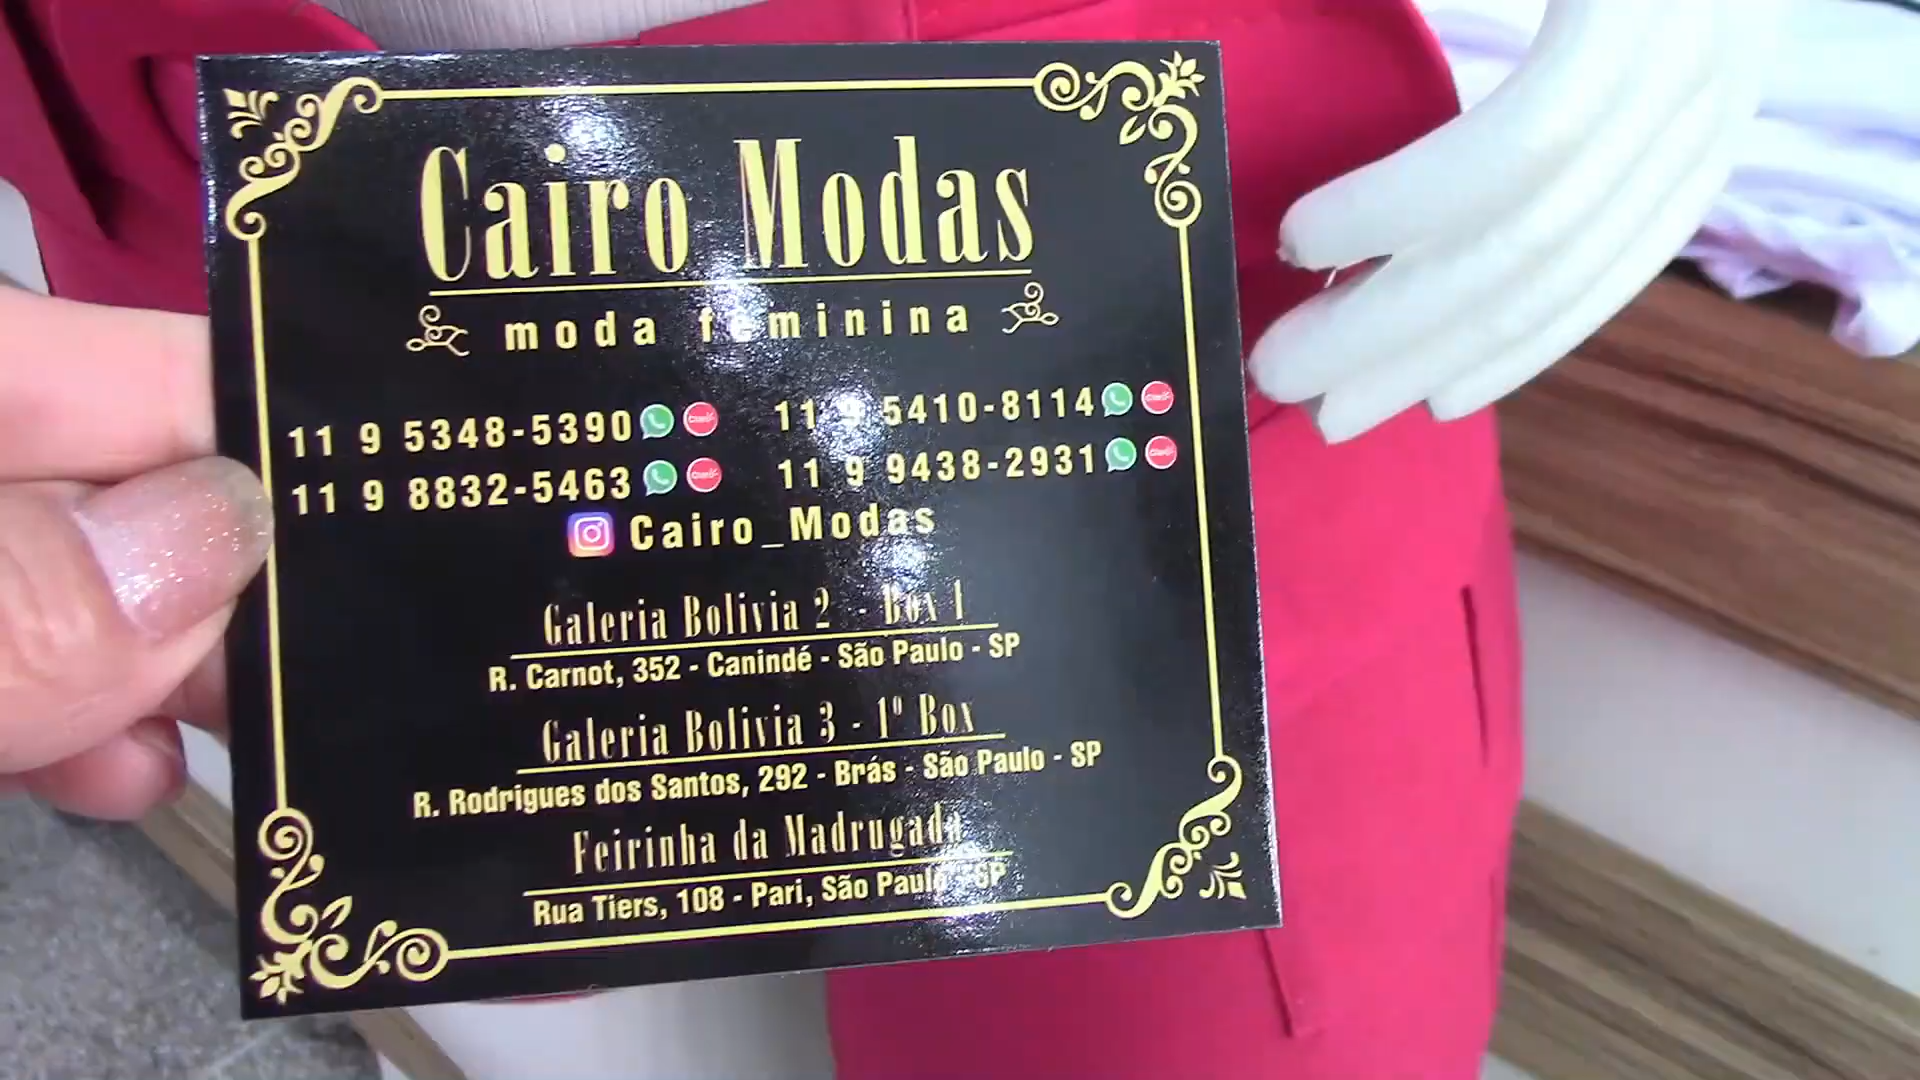 Cairo Modas
moda feminina
11 9 5348-5390
11 9 5410-8114
11 9 8832-5463
11 9 9438-2931
Cairo_Modas
Galeria Bolivia 2 - Box 1
R. Carnot, 352 - Canindé - São Paulo - SP
Galeria Bolivia 3 - 1º Box
R. Rodrigues dos Santos, 292 - Brás - São Paulo - SP
Feirinha da Madrugada
Rua Tiers, 108 - Pari, São Paulo - SP